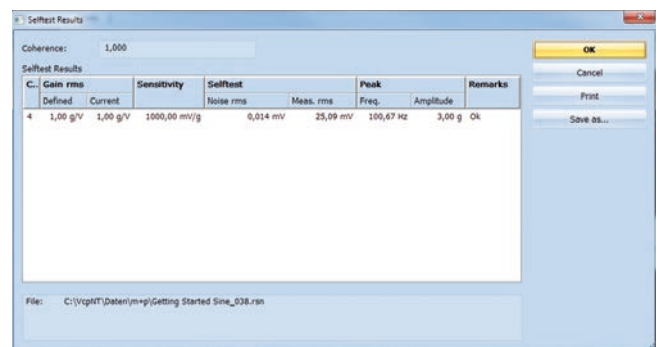 Selftest Results
Coherence: 1,000
OK
Selftest Results
Cancel
C.. Gain rms Sensitivity Selftest Peak Remarks
Defined Current Noise rms Meas. rms Freq. Amplitude
Print
4 1,00 g/V 1,00 g/V 1000,00 mV/g 0,014 mV 25,09 mV 100,67 Hz 3,00 g Ok
Save as...
File: C:\VcpNT\Daten\m+p\Getting Started Sine_038.rsn